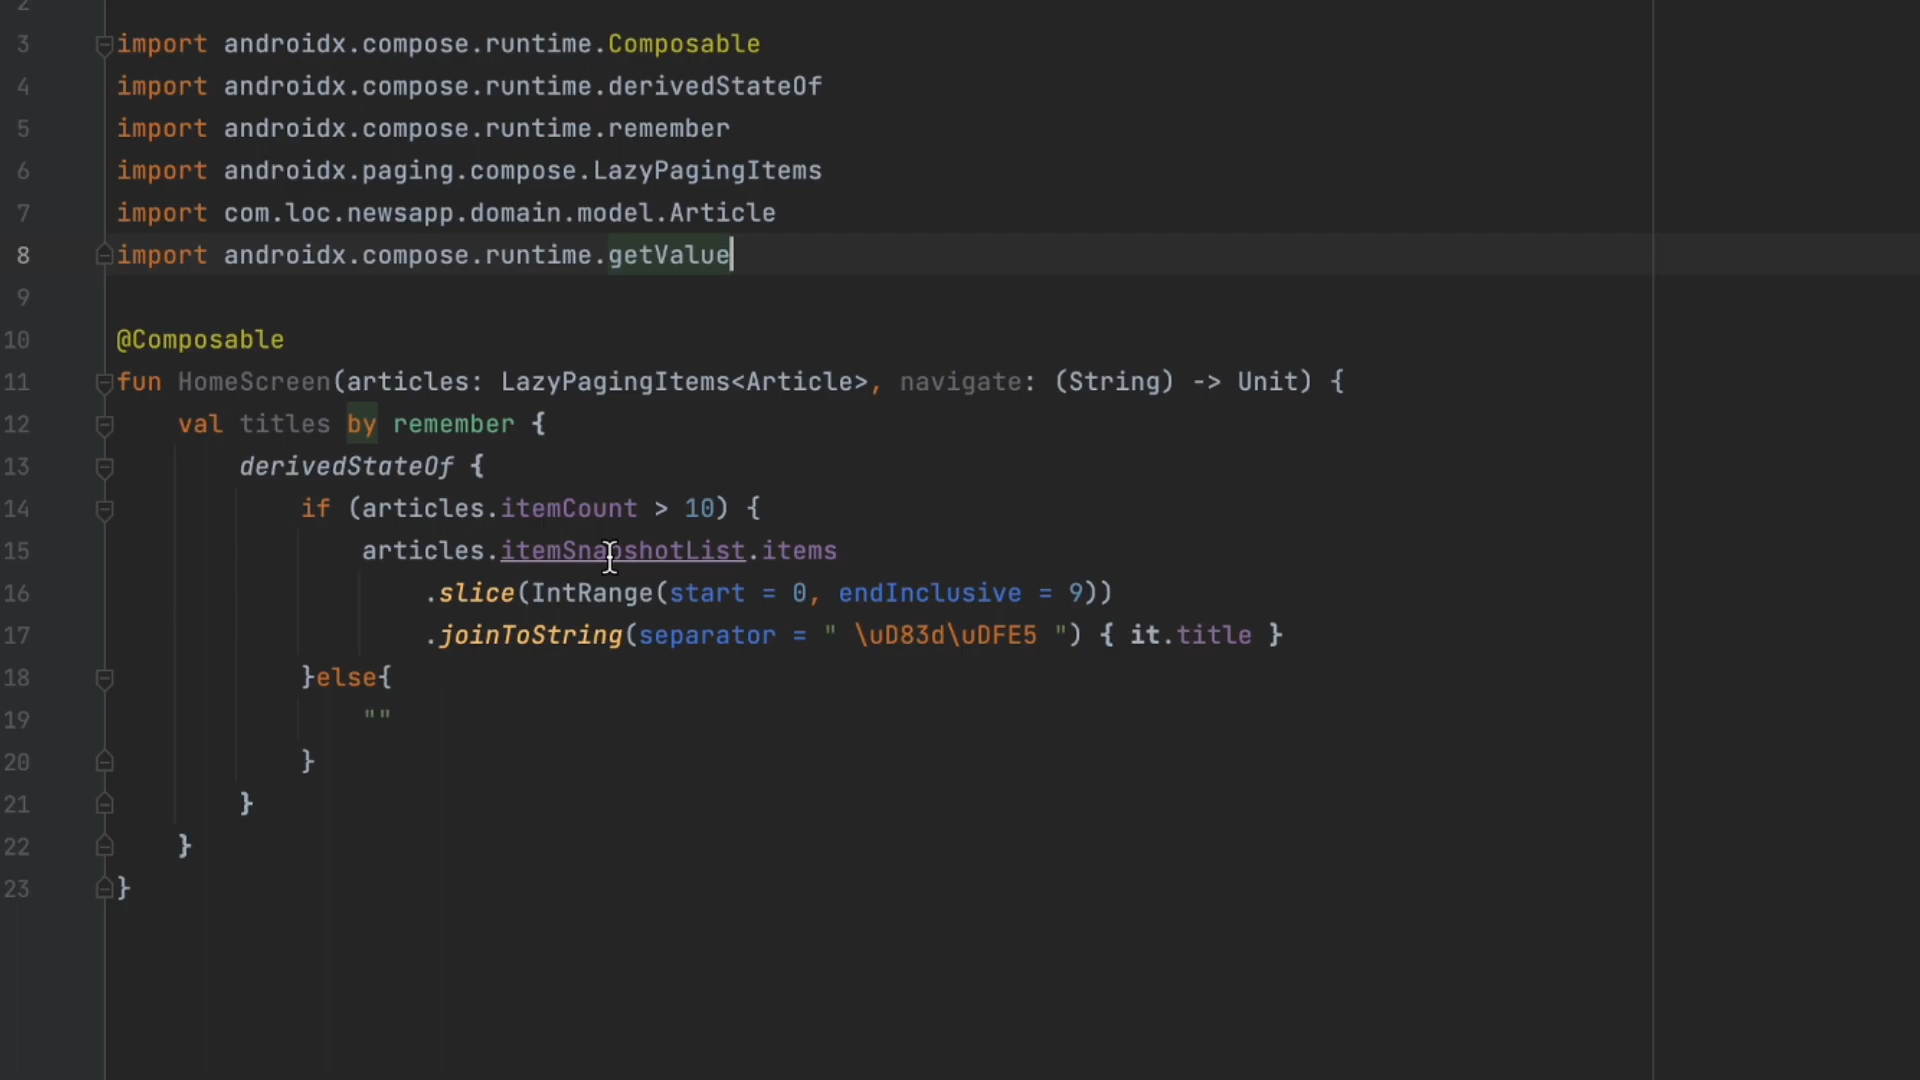 2
3 import androidx.compose.runtime.Composable
4 import androidx.compose.runtime.derivedStateOf
5 import androidx.compose.runtime.remember
6 import androidx.paging.compose.LazyPagingItems
7 import com.loc.newsapp.domain.model.Article
8 import androidx.compose.runtime.getValue
9
10 @Composable
11 fun HomeScreen(articles: LazyPagingItems<Article>, navigate: (String) -> Unit) {
12     val titles by remember {
13         derivedStateOf {
14             if (articles.itemCount > 10) {
15                 articles.itemSnapshotList.items
16                     .slice(IntRange(start = 0, endInclusive = 9))
17                     .joinToString(separator = " \uD83d\uDFE5 ") { it.title }
18             }else{
19                 ""
20             }
21         }
22     }
23 }